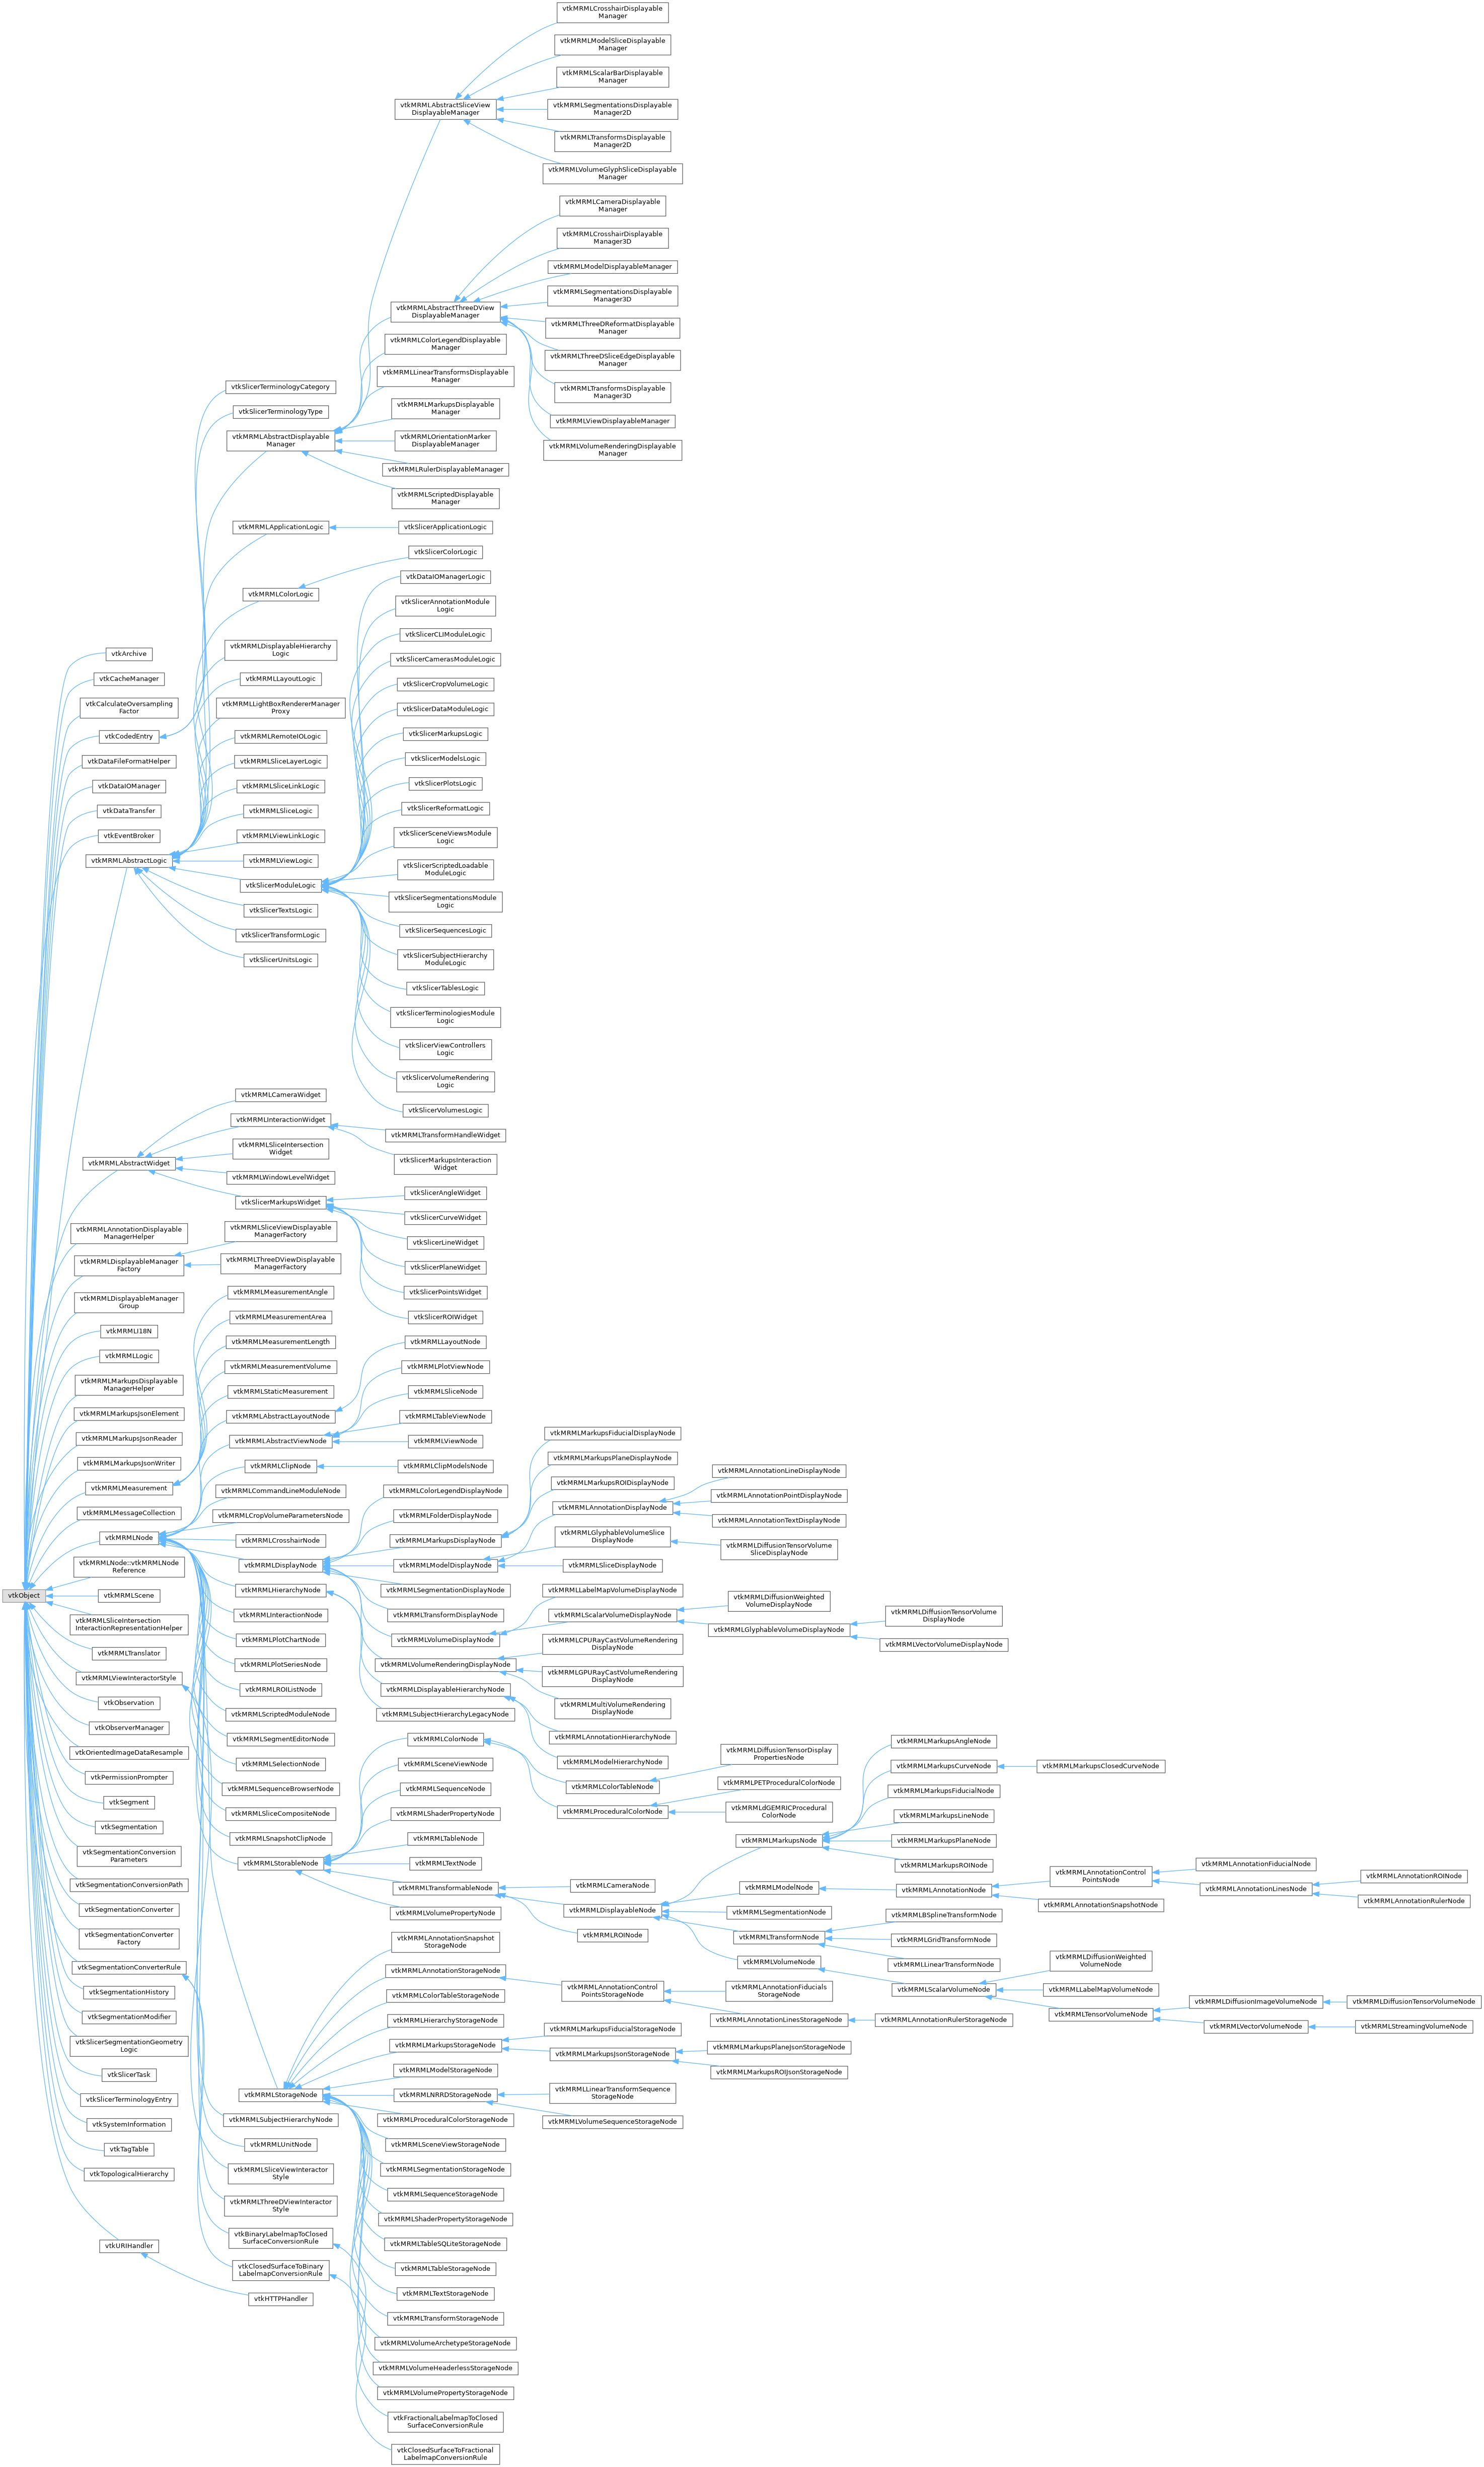 vtkMRMLCrosshairDisplayable
Manager
vtkMRMLModelSliceDisplayable
Manager
vtkMRMLScalarBarDisplayable
Manager
vtkMRMLAbstractSliceView
DisplayableManager
vtkMRMLSegmentationsDisplayable
Manager2D
vtkMRMLTransformsDisplayable
Manager2D
vtkMRMLVolumeGlyphSliceDisplayable
Manager
vtkMRMLCameraDisplayable
Manager
vtkMRMLCrosshairDisplayable
Manager3D
vtkMRMLModelDisplayableManager
vtkMRMLSegmentationsDisplayable
Manager3D
vtkMRMLAbstractThreeDView
DisplayableManager
vtkMRMLThreeDReformatDisplayable
Manager
vtkMRMLColorLegendDisplayable
Manager
vtkMRMLThreeDSliceEdgeDisplayable
Manager
vtkMRMLLinearTransformsDisplayable
Manager
vtkMRMLTransformsDisplayable
Manager3D
vtkSlicerTerminologyCategory
vtkSlicerTerminologyType
vtkMRMLMarkupsDisplayable
Manager
vtkMRMLViewDisplayableManager
vtkMRMLAbstractDisplayable
Manager
vtkMRMLOrientationMarker
DisplayableManager
vtkMRMLVolumeRenderingDisplayable
Manager
vtkMRMLRulerDisplayableManager
vtkMRMLScriptedDisplayable
Manager
vtkMRMLApplicationLogic
vtkSlicerApplicationLogic
vtkSlicerColorLogic
vtkMRMLColorLogic
vtkDataIOManagerLogic
vtkSlicerAnnotationModule
Logic
vtkSlicerCLIModuleLogic
vtkArchive
vtkMRMLDisplayableHierarchy
Logic
vtkSlicerCamerasModuleLogic
vtkCacheManager
vtkMRMLLayoutLogic
vtkSlicerCropVolumeLogic
vtkCalculateOversampling
Factor
vtkMRMLLightBoxRendererManager
Proxy
vtkSlicerDataModuleLogic
vtkCodedEntry
vtkMRMLRemoteIOLogic
vtkSlicerMarkupsLogic
vtkDataFileFormatHelper
vtkMRMLSliceLayerLogic
vtkSlicerModelsLogic
vtkDataIOManager
vtkMRMLSliceLinkLogic
vtkSlicerPlotsLogic
vtkDataTransfer
vtkMRMLSliceLogic
vtkSlicerReformatLogic
vtkEventBroker
vtkMRMLViewLinkLogic
vtkSlicerSceneViewsModule
Logic
vtkMRMLAbstractLogic
vtkMRMLViewLogic
vtkSlicerScriptedLoadable
ModuleLogic
vtkSlicerModuleLogic
vtkSlicerSegmentationsModule
Logic
vtkSlicerTextsLogic
vtkSlicerSequencesLogic
vtkSlicerTransformLogic
vtkSlicerUnitsLogic
vtkSlicerSubjectHierarchy
ModuleLogic
vtkSlicerTablesLogic
vtkSlicerTerminologiesModule
Logic
vtkSlicerViewControllers
Logic
vtkSlicerVolumeRendering
Logic
vtkSlicerVolumesLogic
vtkMRMLCameraWidget
vtkMRMLInteractionWidget
vtkMRMLTransformHandleWidget
vtkMRMLSliceIntersection
Widget
vtkSlicerMarkupsInteraction
Widget
vtkMRMLAbstractWidget
vtkMRMLWindowLevelWidget
vtkSlicerMarkupsWidget
vtkSlicerAngleWidget
vtkSlicerCurveWidget
vtkSlicerLineWidget
vtkSlicerPlaneWidget
vtkSlicerPointsWidget
vtkSlicerROIWidget
vtkMRMLAnnotationDisplayable
ManagerHelper
vtkMRMLSliceViewDisplayable
ManagerFactory
vtkMRMLDisplayableManager
Factory
vtkMRMLThreeDViewDisplayable
ManagerFactory
vtkMRMLDisplayableManager
Group
vtkMRMLMeasurementAngle
vtkMRMLMeasurementArea
vtkMRMLI18N
vtkMRMLMeasurementLength
vtkMRMLLayoutNode
vtkMRMLLogic
vtkMRMLMeasurementVolume
vtkMRMLPlotViewNode
vtkMRMLMarkupsDisplayable
ManagerHelper
vtkMRMLStaticMeasurement
vtkMRMLSliceNode
vtkMRMLMarkupsJsonElement
vtkMRMLAbstractLayoutNode
vtkMRMLTableViewNode
vtkMRMLMarkupsJsonReader
vtkMRMLAbstractViewNode
vtkMRMLViewNode
vtkMRMLMarkupsFiducialDisplayNode
vtkMRMLMarkupsJsonWriter
vtkMRMLClipNode
vtkMRMLClipModelsNode
vtkMRMLMarkupsPlaneDisplayNode
vtkMRMLAnnotationLineDisplayNode
vtkMRMLMeasurement
vtkMRMLCommandLineModuleNode
vtkMRMLColorLegendDisplayNode
vtkMRMLMarkupsROIDisplayNode
vtkMRMLAnnotationPointDisplayNode
vtkMRMLMessageCollection
vtkMRMLCropVolumeParametersNode
vtkMRMLFolderDisplayNode
vtkMRMLAnnotationDisplayNode
vtkMRMLAnnotationTextDisplayNode
vtkMRMLNode
vtkMRMLCrosshairNode
vtkMRMLMarkupsDisplayNode
vtkMRMLGlyphableVolumeSlice
DisplayNode
vtkMRMLDiffusionTensorVolume
SliceDisplayNode
vtkMRMLNode::vtkMRMLNode
Reference
vtkMRMLDisplayNode
vtkMRMLModelDisplayNode
vtkMRMLSliceDisplayNode
vtkObject
vtkMRMLScene
vtkMRMLHierarchyNode
vtkMRMLSegmentationDisplayNode
vtkMRMLLabelMapVolumeDisplayNode
vtkMRMLDiffusionWeighted
VolumeDisplayNode
vtkMRMLSliceIntersection
InteractionRepresentationHelper
vtkMRMLInteractionNode
vtkMRMLTransformDisplayNode
vtkMRMLScalarVolumeDisplayNode
vtkMRMLDiffusionTensorVolume
DisplayNode
vtkMRMLGlyphableVolumeDisplayNode
vtkMRMLTranslator
vtkMRMLPlotChartNode
vtkMRMLVolumeDisplayNode
vtkMRMLCPURayCastVolumeRendering
DisplayNode
vtkMRMLVectorVolumeDisplayNode
vtkMRMLViewInteractorStyle
vtkMRMLPlotSeriesNode
vtkMRMLVolumeRenderingDisplayNode
vtkMRMLGPURayCastVolumeRendering
DisplayNode
vtkObservation
vtkMRMLROIListNode
vtkMRMLDisplayableHierarchyNode
vtkMRMLMultiVolumeRendering
DisplayNode
vtkObserverManager
vtkMRMLScriptedModuleNode
vtkMRMLSubjectHierarchyLegacyNode
vtkMRMLAnnotationHierarchyNode
vtkOrientedImageDataResample
vtkMRMLSegmentEditorNode
vtkMRMLColorNode
vtkMRMLModelHierarchyNode
vtkMRMLDiffusionTensorDisplay
PropertiesNode
vtkMRMLMarkupsAngleNode
vtkPermissionPrompter
vtkMRMLSelectionNode
vtkMRMLSceneViewNode
vtkMRMLColorTableNode
vtkMRMLMarkupsCurveNode
vtkMRMLMarkupsClosedCurveNode
vtkSegment
vtkMRMLSequenceBrowserNode
vtkMRMLSequenceNode
vtkMRMLPETProceduralColorNode
vtkMRMLMarkupsFiducialNode
vtkSegmentation
vtkMRMLSliceCompositeNode
vtkMRMLShaderPropertyNode
vtkMRMLProceduralColorNode
vtkMRMLdGEMRICProcedural
ColorNode
vtkMRMLMarkupsLineNode
vtkSegmentationConversion
Parameters
vtkMRMLSnapshotClipNode
vtkMRMLTableNode
vtkMRMLMarkupsNode
vtkMRMLMarkupsPlaneNode
vtkMRMLStorableNode
vtkMRMLTextNode
vtkMRMLMarkupsROINode
vtkMRMLAnnotationFiducialNode
vtkSegmentationConversionPath
vtkMRMLTransformableNode
vtkMRMLCameraNode
vtkMRMLModelNode
vtkMRMLAnnotationNode
vtkMRMLAnnotationControl
PointsNode
vtkMRMLAnnotationLinesNode
vtkMRMLAnnotationROINode
vtkSegmentationConverter
vtkMRMLVolumePropertyNode
vtkMRMLDisplayableNode
vtkMRMLSegmentationNode
vtkMRMLAnnotationSnapshotNode
vtkMRMLAnnotationRulerNode
vtkSegmentationConverter
Factory
vtkMRMLROINode
vtkMRMLTransformNode
vtkMRMLBSplineTransformNode
vtkMRMLGridTransformNode
vtkMRMLAnnotationSnapshot
StorageNode
vtkMRMLVolumeNode
vtkMRMLLinearTransformNode
vtkMRMLDiffusionWeighted
VolumeNode
vtkSegmentationConverterRule
vtkMRMLAnnotationStorageNode
vtkMRMLAnnotationControl
PointsStorageNode
vtkMRMLAnnotationFiducials
StorageNode
vtkMRMLScalarVolumeNode
vtkMRMLLabelMapVolumeNode
vtkSegmentationHistory
vtkMRMLColorTableStorageNode
vtkMRMLTensorVolumeNode
vtkMRMLDiffusionImageVolumeNode
vtkMRMLDiffusionTensorVolumeNode
vtkSegmentationModifier
vtkMRMLHierarchyStorageNode
vtkMRMLAnnotationLinesStorageNode
vtkMRMLAnnotationRulerStorageNode
vtkMRMLVectorVolumeNode
vtkMRMLStreamingVolumeNode
vtkSlicerSegmentationGeometry
Logic
vtkMRMLMarkupsStorageNode
vtkMRMLMarkupsFiducialStorageNode
vtkMRMLMarkupsJsonStorageNode
vtkMRMLMarkupsPlaneJsonStorageNode
vtkMRMLMarkupsROIJsonStorageNode
vtkSlicerTask
vtkMRMLModelStorageNode
vtkMRMLStorageNode
vtkMRMLNRRDStorageNode
vtkMRMLLinearTransformSequence
StorageNode
vtkSlicerTerminologyEntry
vtkMRMLSubjectHierarchyNode
vtkMRMLProceduralColorStorageNode
vtkMRMLVolumeSequenceStorageNode
vtkSystemInformation
vtkMRMLUnitNode
vtkMRMLSceneViewStorageNode
vtkTagTable
vtkMRMLSliceViewInteractor
Style
vtkMRMLSegmentationStorageNode
vtkTopologicalHierarchy
vtkMRMLSequenceStorageNode
vtkMRMLThreeDViewInteractor
Style
vtkMRMLShaderPropertyStorageNode
vtkBinaryLabelmapToClosed
SurfaceConversionRule
vtkMRMLTableSQLiteStorageNode
vtkURIHandler
vtkClosedSurfaceToBinary
LabelmapConversionRule
vtkMRMLTableStorageNode
vtkHTTPHandler
vtkMRMLTextStorageNode
vtkMRMLTransformStorageNode
vtkMRMLVolumeArchetypeStorageNode
vtkMRMLVolumeHeaderlessStorageNode
vtkMRMLVolumePropertyStorageNode
vtkFractionalLabelmapToClosed
SurfaceConversionRule
vtkClosedSurfaceToFractional
LabelmapConversionRule